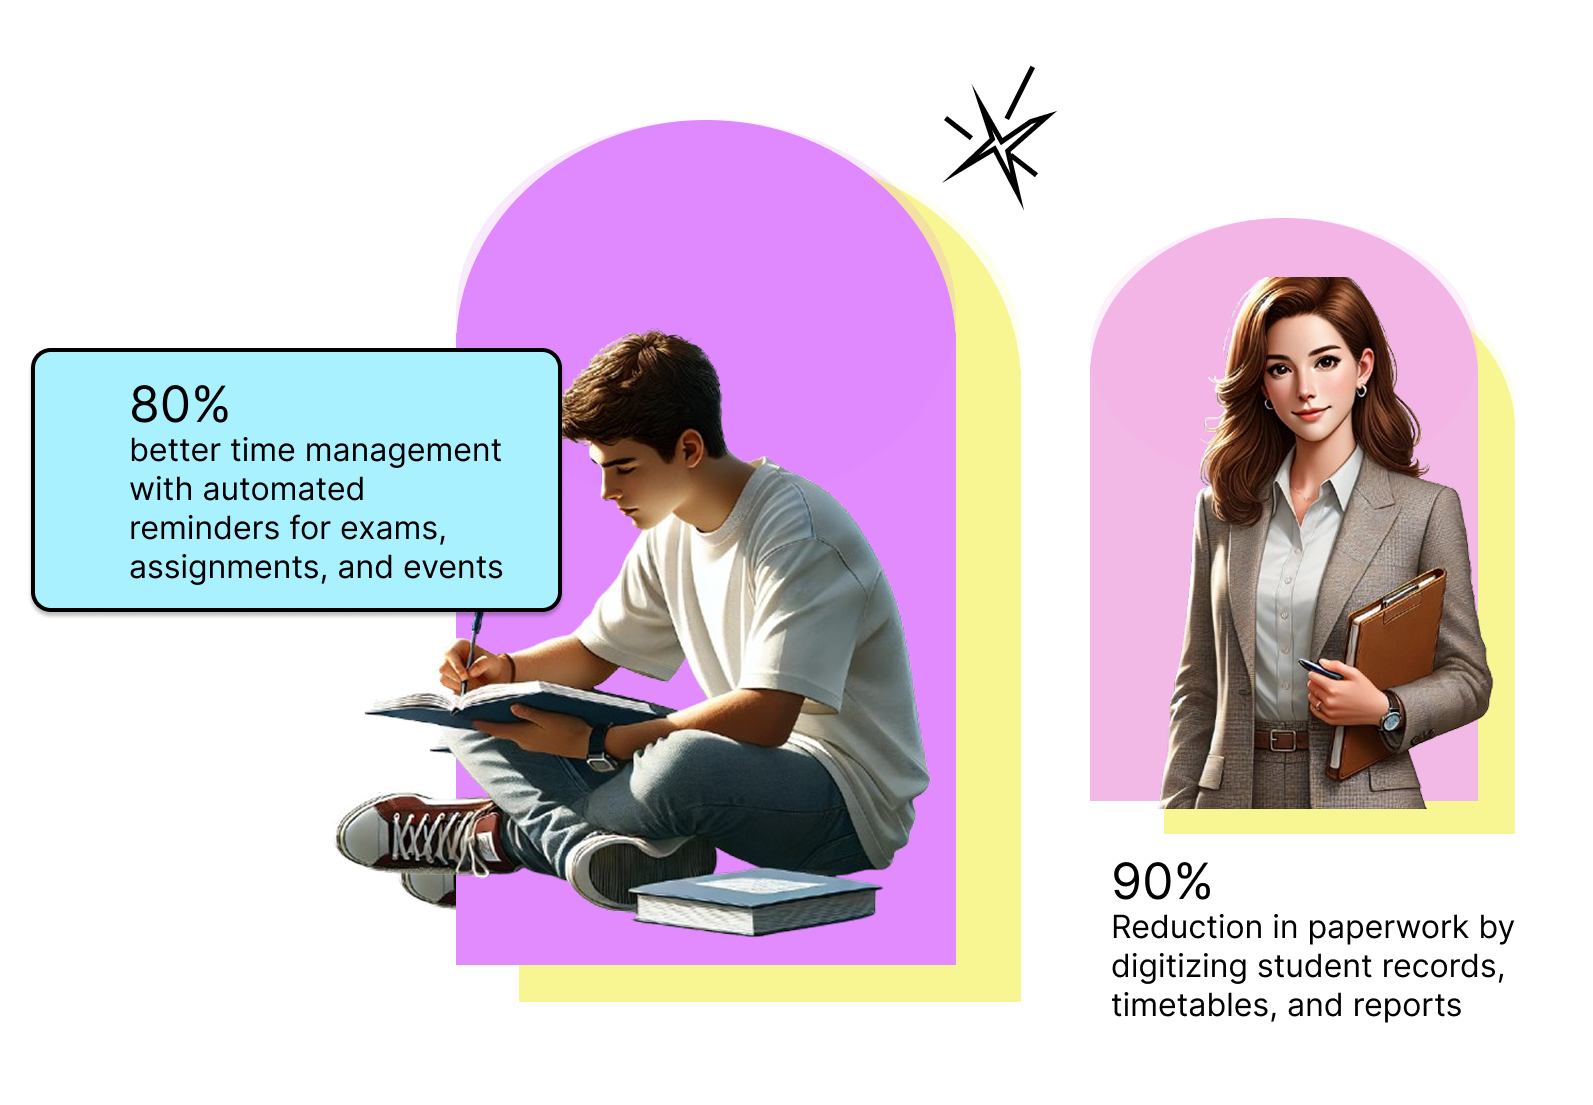 80%
better time management
with automated
reminders for exams,
assignments, and events
90%
Reduction in paperwork by
digitizing student records,
timetables, and reports